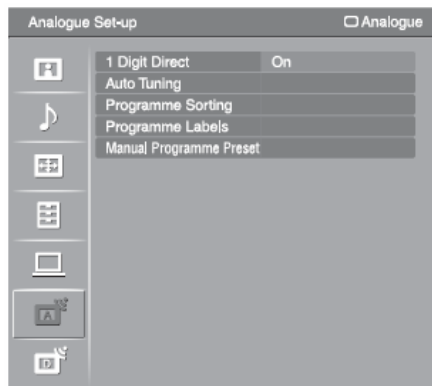 Analogue Set-up Analogue
1 Digit Direct On
Auto Tuning
Programme Sorting
Programme Labels
Manual Programme Preset
A
D